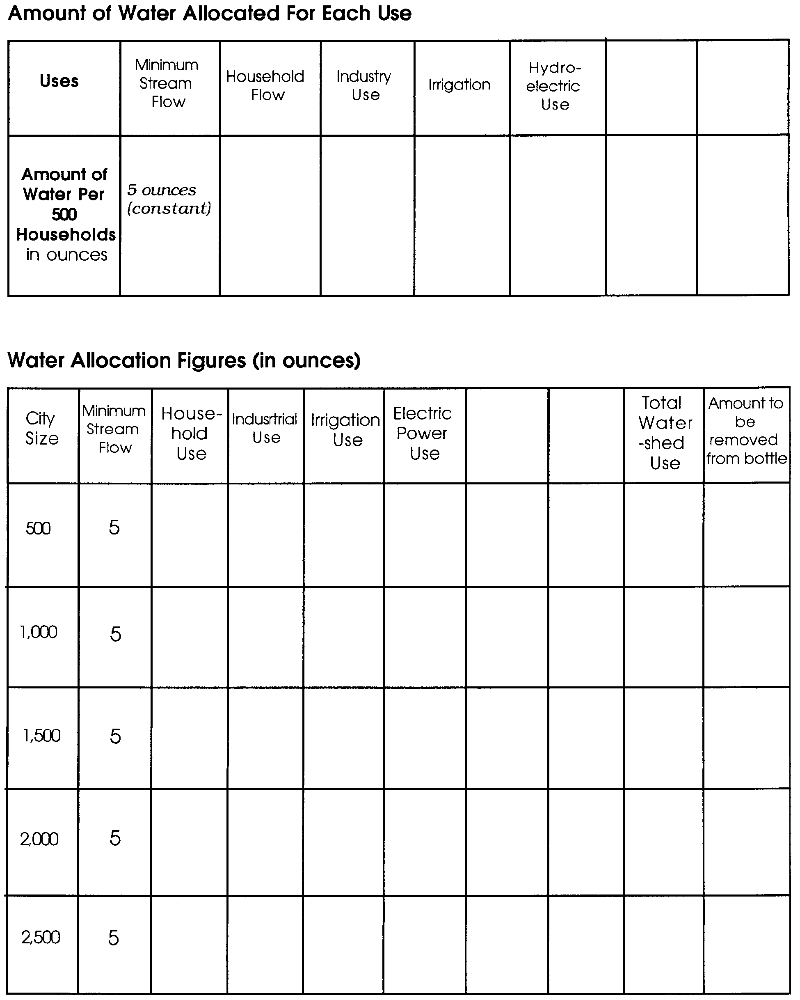 Amount of Water Allocated For Each Use
Uses
Minimum
Stream
Flow
Household
Flow
Industry
Use
Irrigation
Hydro-
electric
Use
Amount of
Water Per
500
Households
in ounces
5 ounces
(constant)
Water Allocation Figures (in ounces)
City
Size
Minimum
Stream
Flow
House-
hold
Use
Indusrtrial
Use
Irrigation
Use
Electric
Power
Use
Total
Water
-shed
Use
Amount to
be
removed
from bottle
500
5
1,000
5
1,500
5
2,000
5
2,500
5